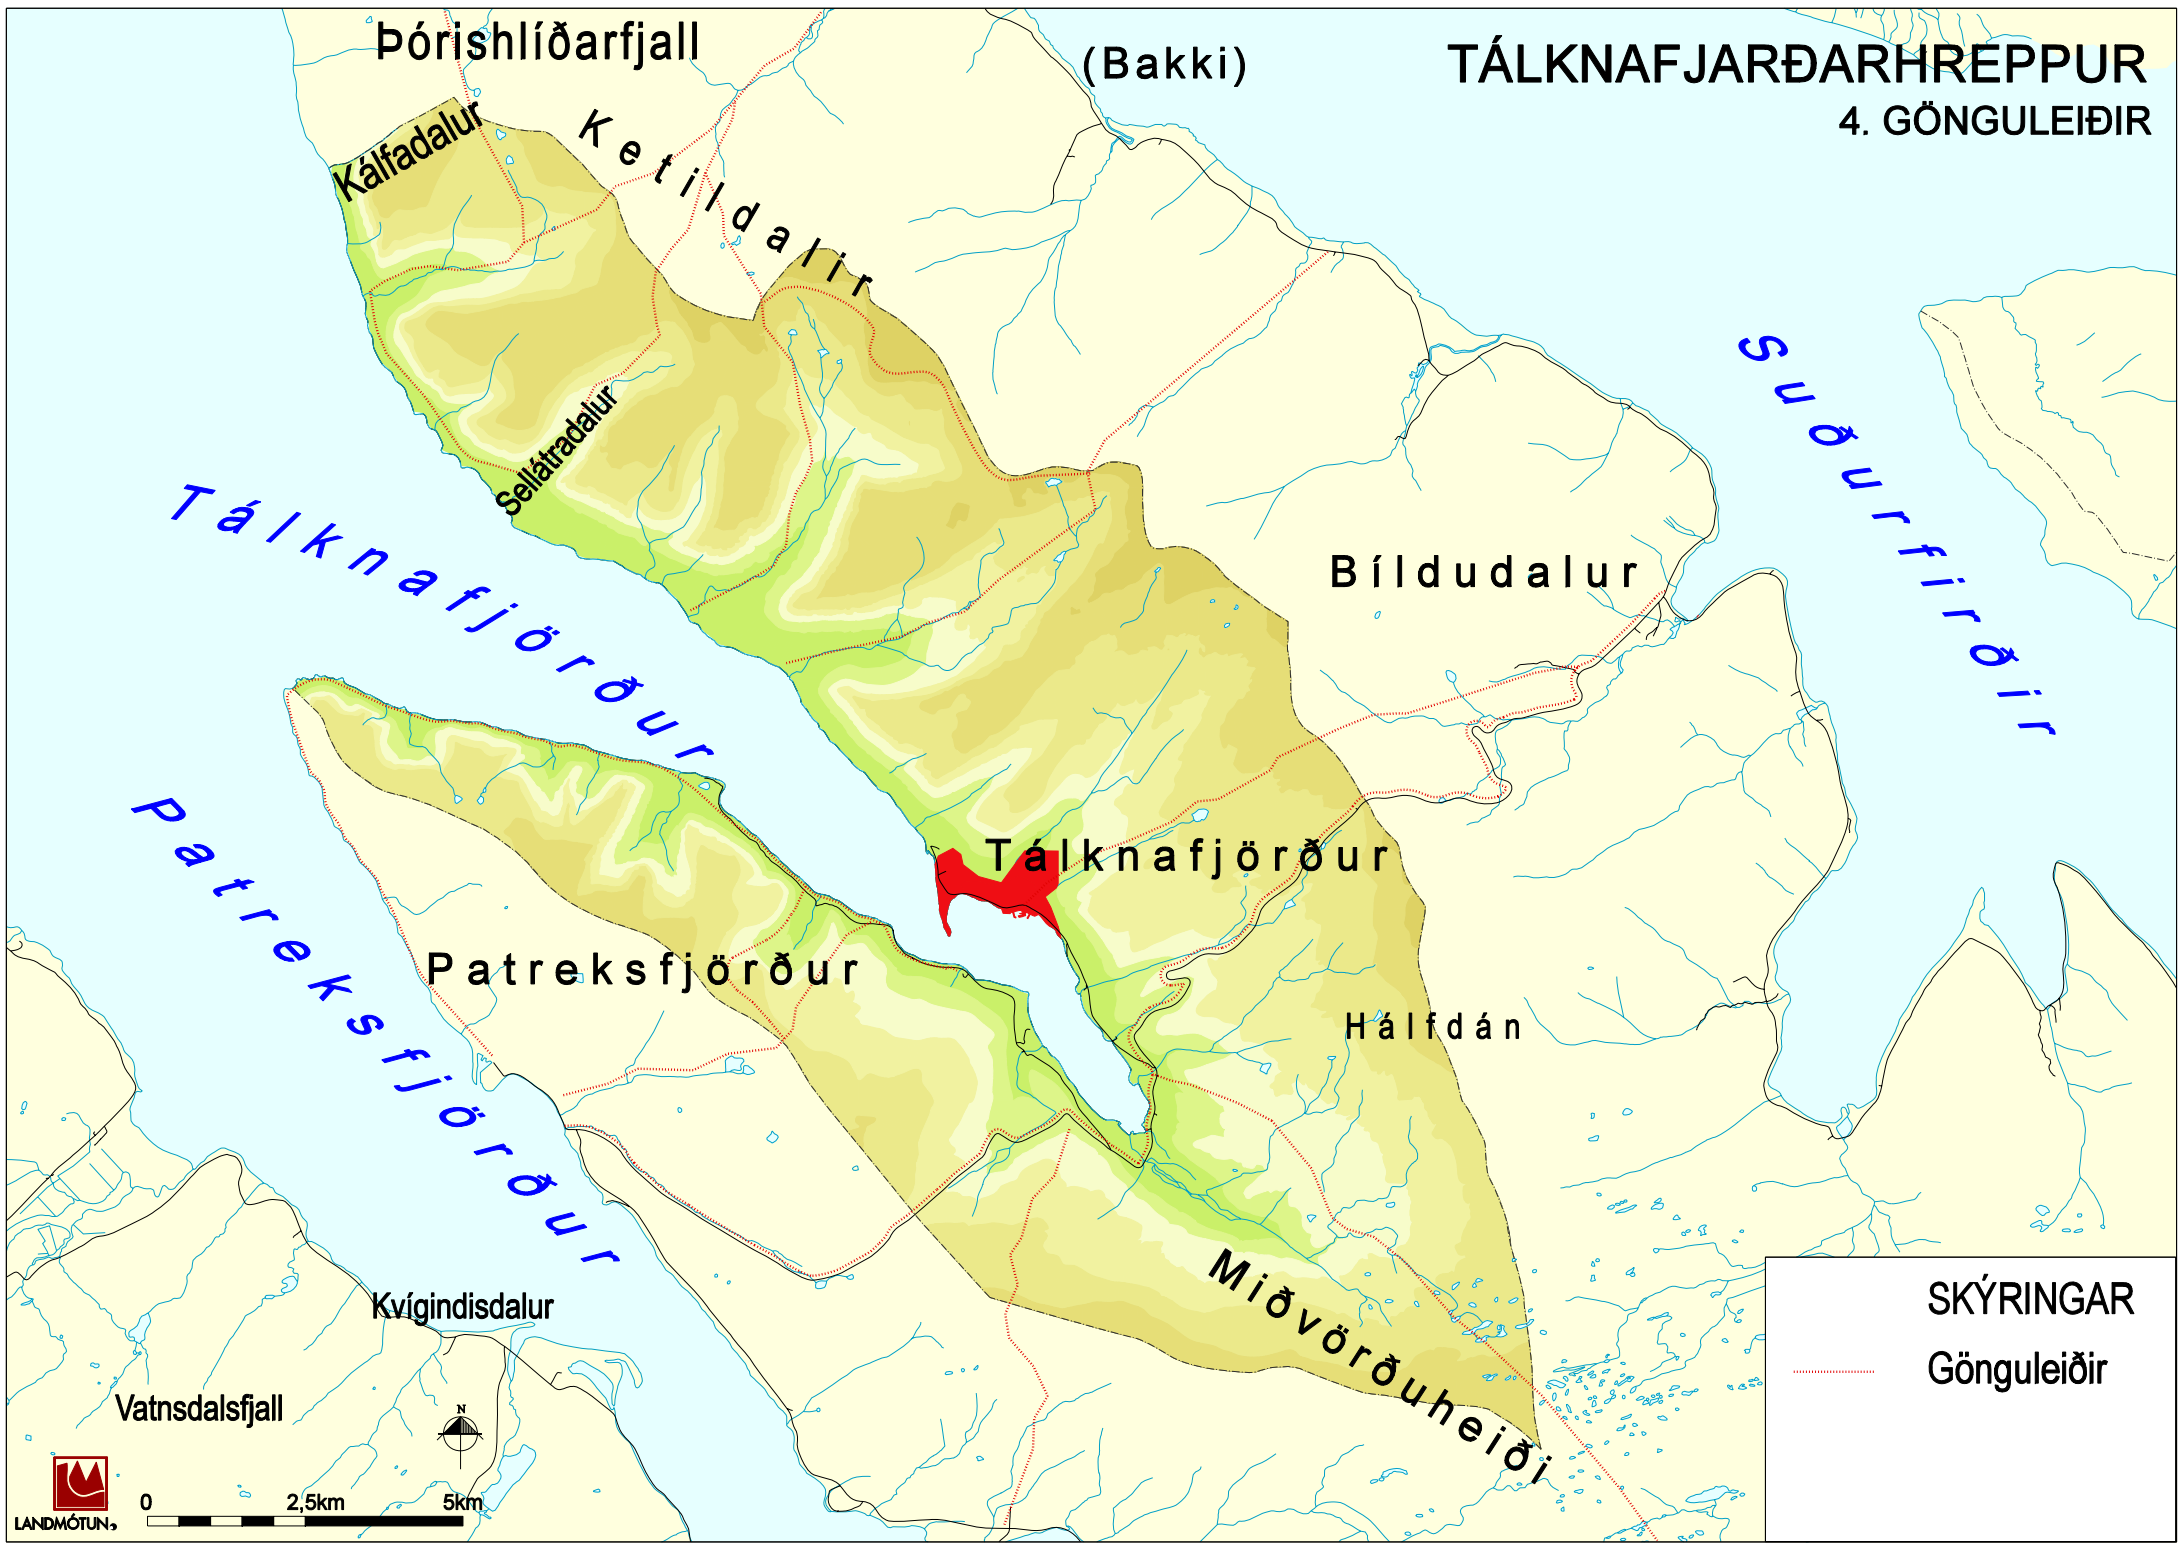 TÁLKNAFJARÐARHREPPUR
4. GÖNGULEIÐIR
Þórishlíðarfjall
(Bakki)
Kálfadalur
Ketildalir
Suðurfirðir
Sellátradalur
Tálknafjörður
Bíldudalur
Patreksfjörður
Tálknafjörður
Patreksfjörður
Hálfdán
Miðvörðuheiði
Kvígindisdalur
Vatnsdalsfjall
SKÝRINGAR
Gönguleiðir
N
0 2,5km 5km
LANDMÓTUN